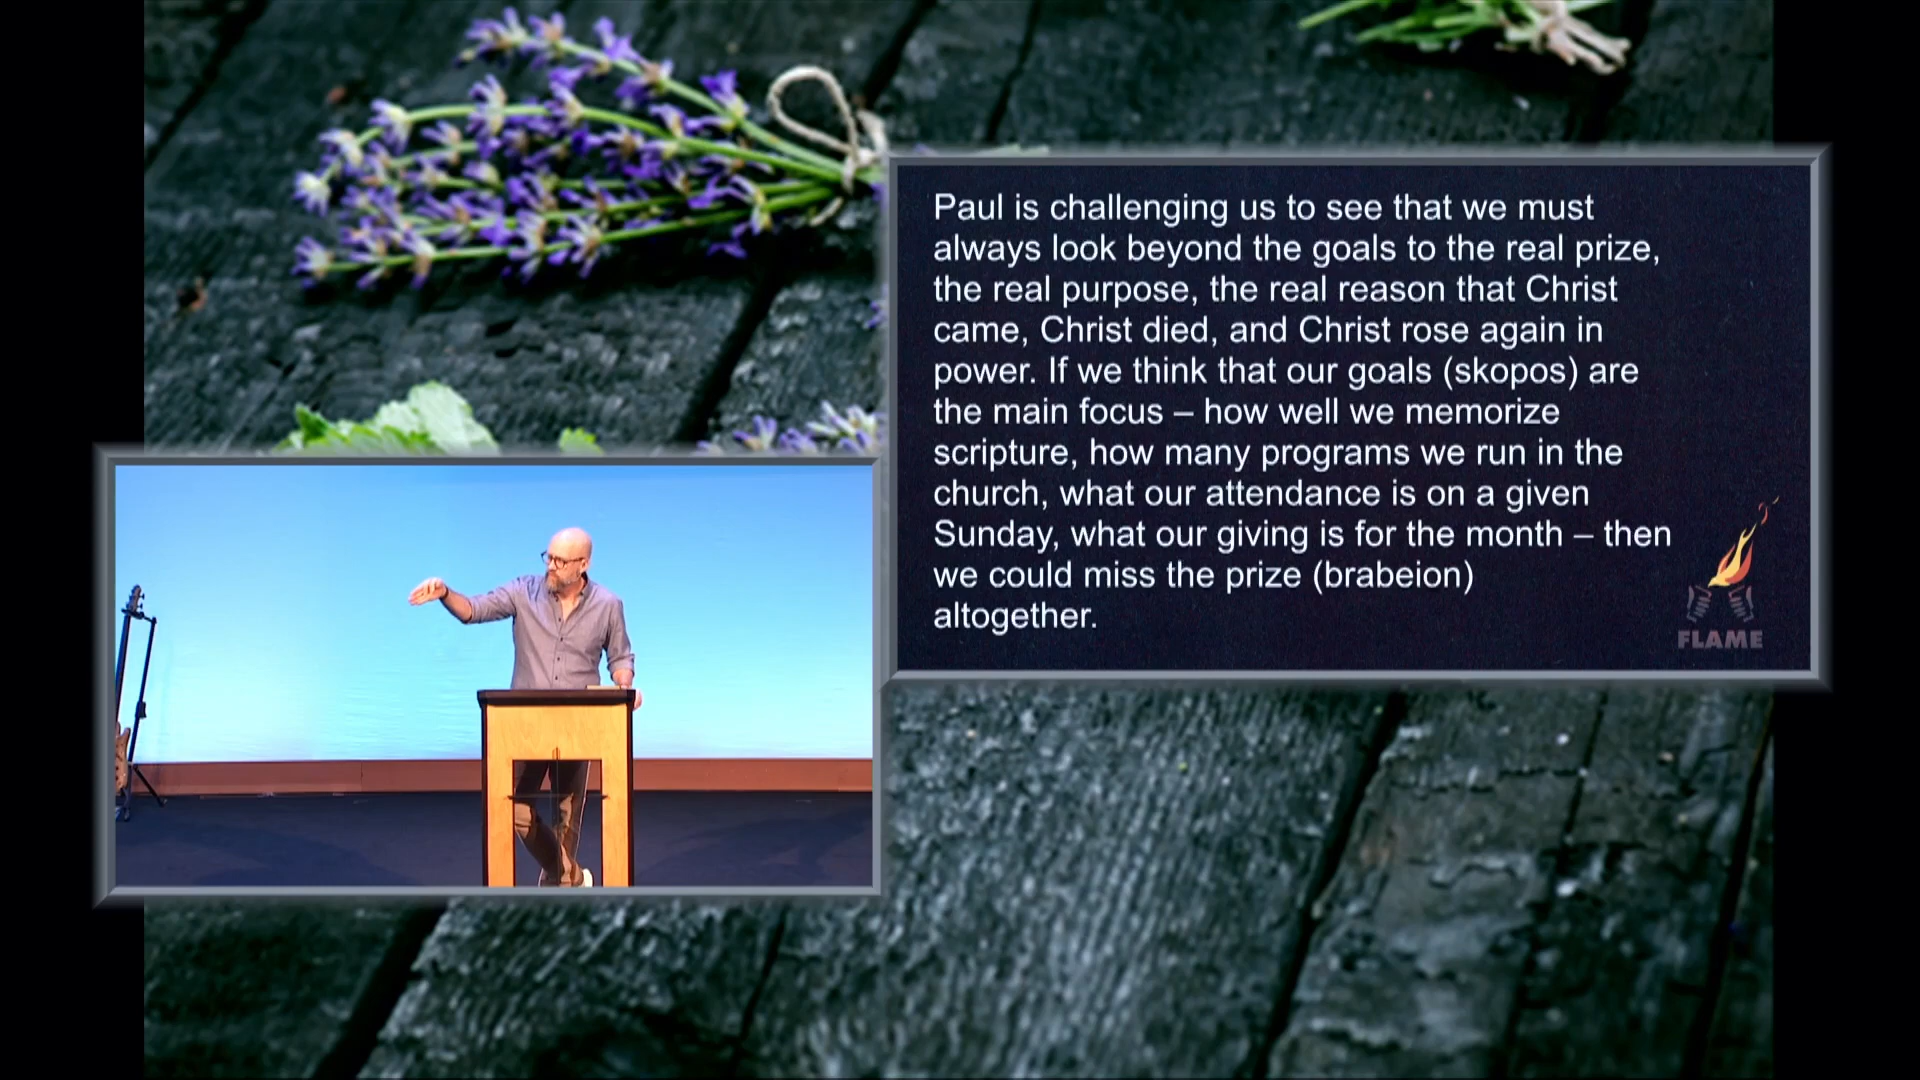 Paul is challenging us to see that we must
always look beyond the goals to the real prize,
the real purpose, the real reason that Christ
came, Christ died, and Christ rose again in
power. If we think that our goals (skopos) are
the main focus – how well we memorize
scripture, how many programs we run in the
church, what our attendance is on a given
Sunday, what our giving is for the month – then
we could miss the prize (brabeion)
altogether.
FLAME